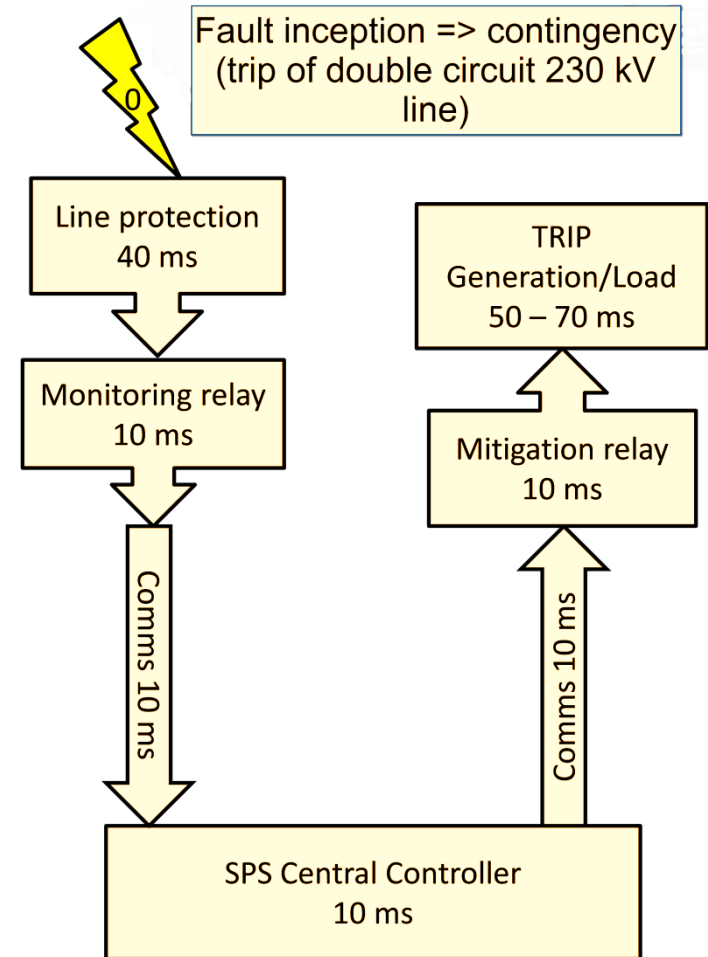 Fault inception => contingency
(trip of double circuit 230 kV
line)
0
Line protection
40 ms
Monitoring relay
10 ms
Comms 10 ms
SPS Central Controller
10 ms
Comms 10 ms
Mitigation relay
10 ms
TRIP
Generation/Load
50 – 70 ms